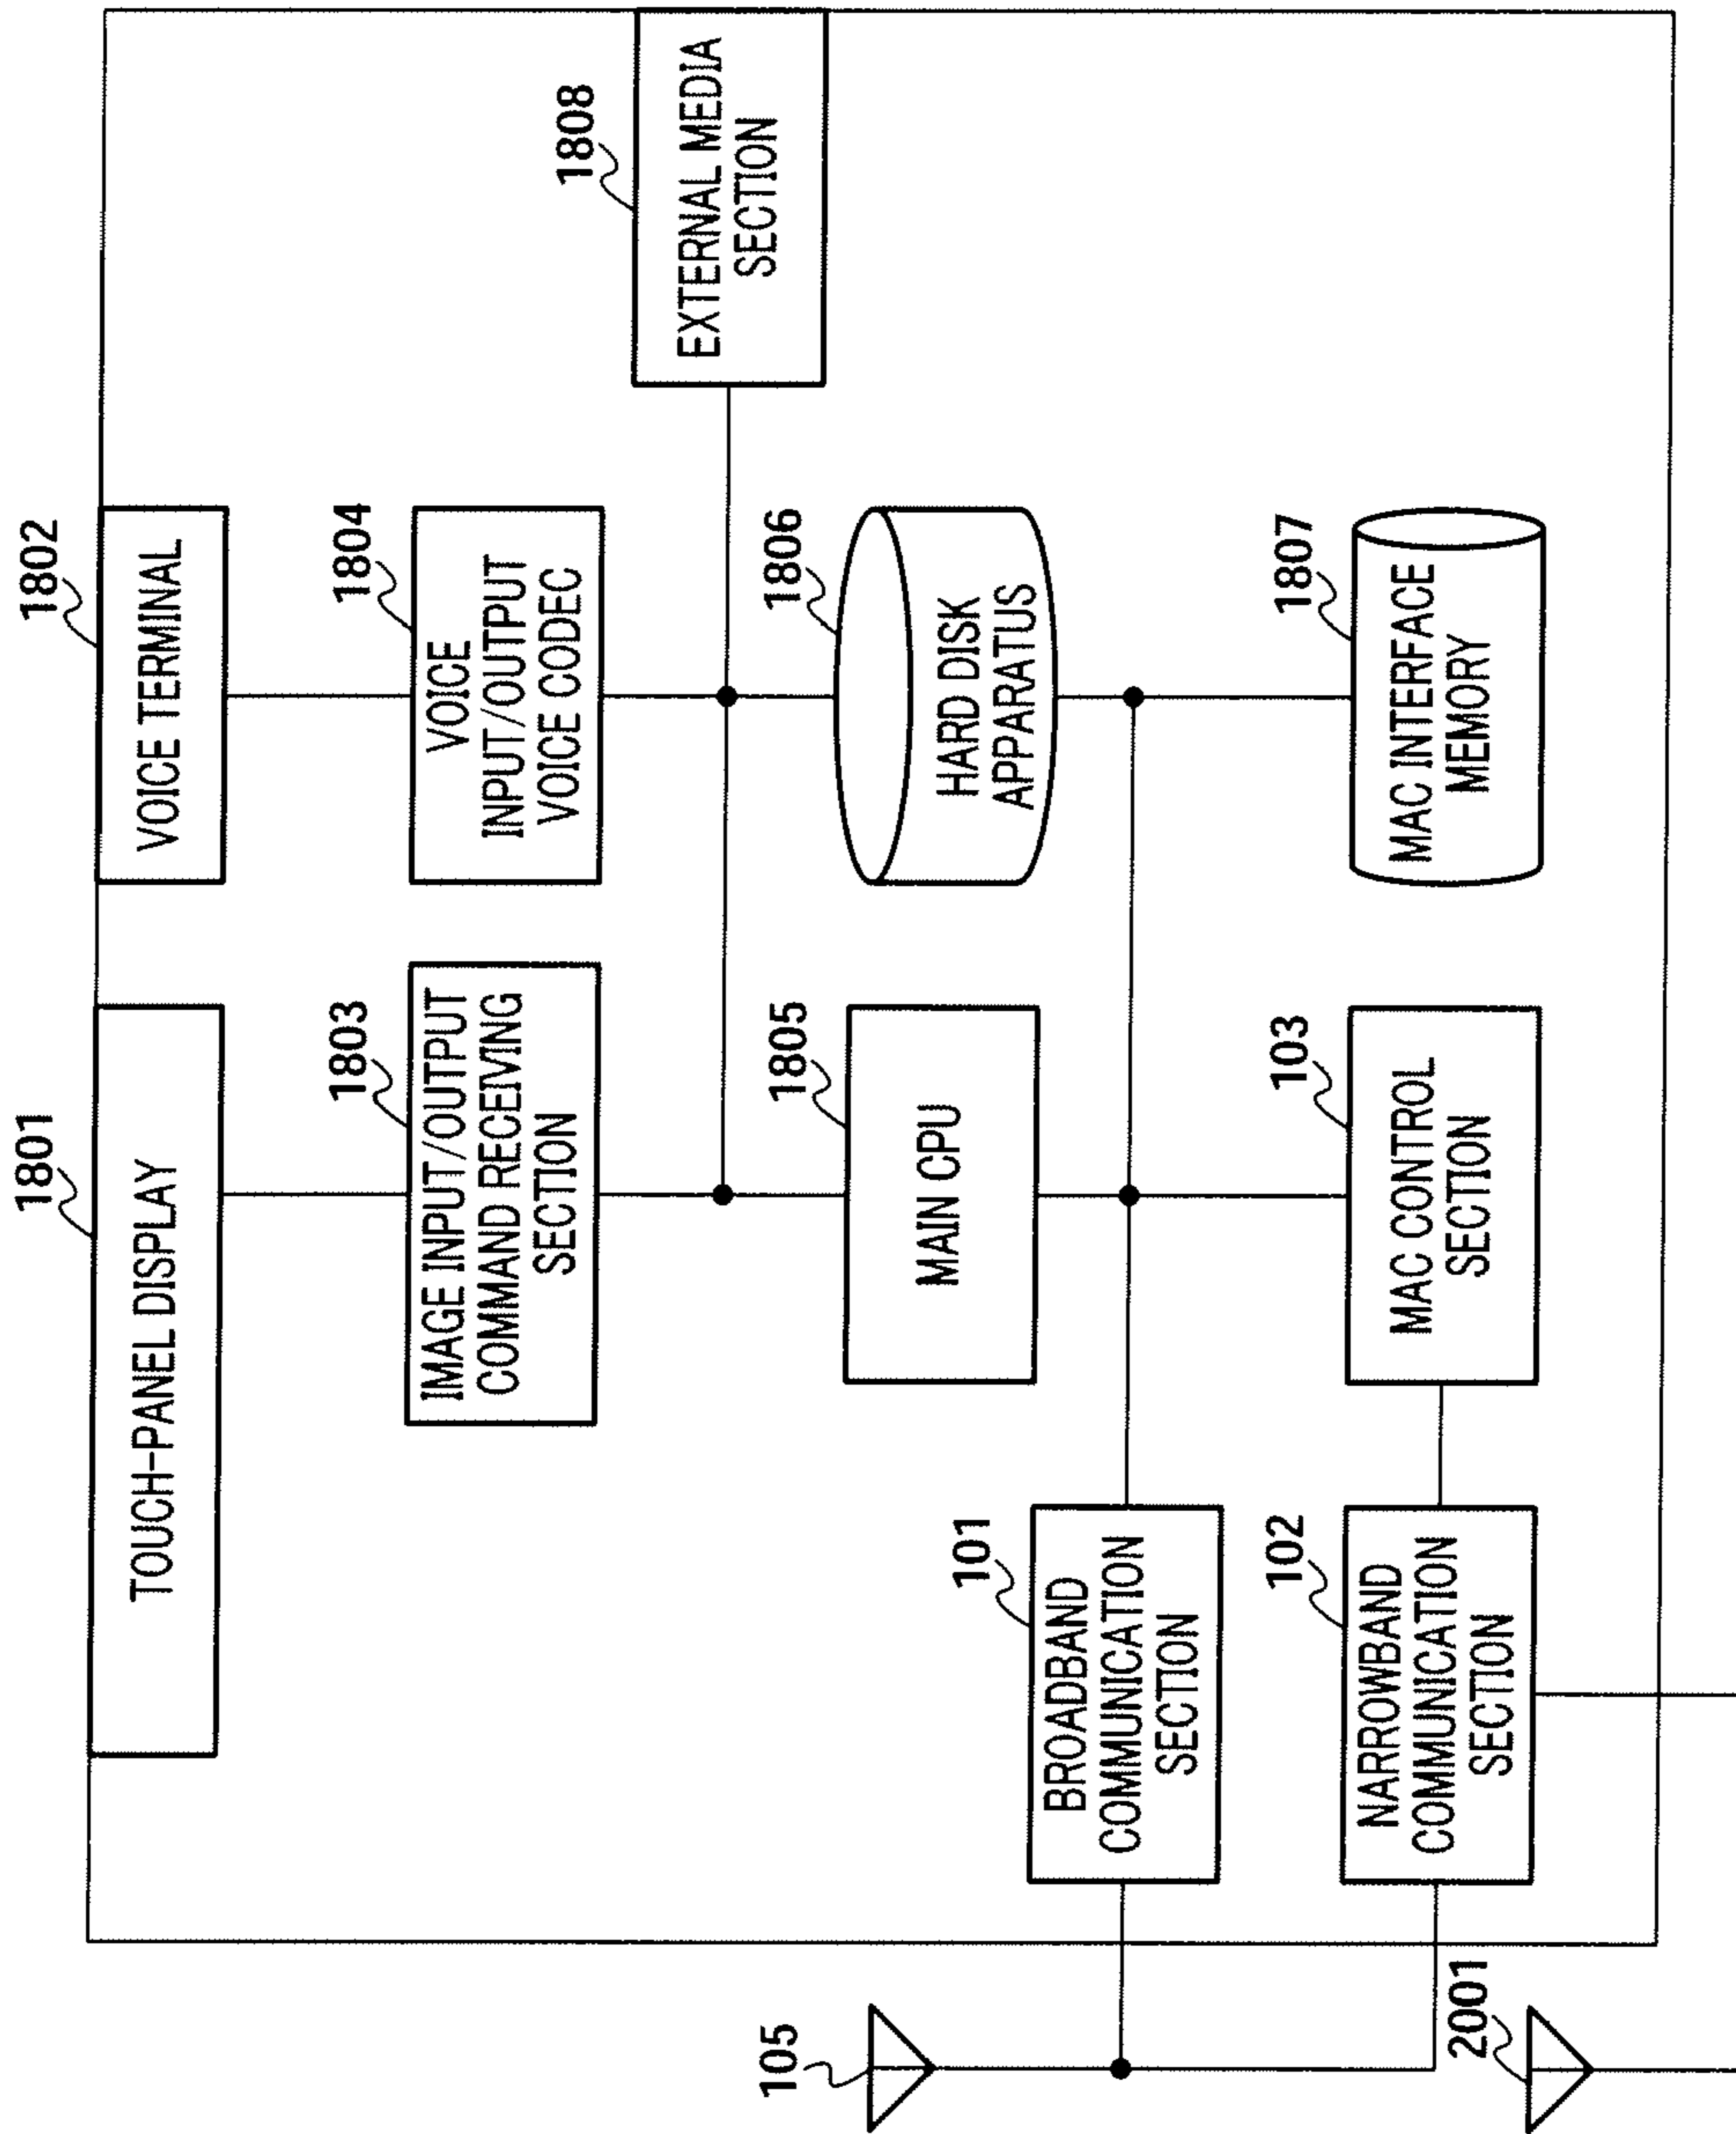 1801
TOUCH-PANEL DISPLAY
1802
VOICE TERMINAL
1803
IMAGE INPUT/OUTPUT
COMMAND RECEIVING
SECTION
1804
VOICE
INPUT/OUTPUT
VOICE CODEC
1808
EXTERNAL MEDIA
SECTION
1805
MAIN CPU
1806
HARD DISK
APPARATUS
105
101
BROADBAND
COMMUNICATION
SECTION
102
NARROWBAND
COMMUNICATION
SECTION
103
MAC CONTROL
SECTION
1807
MAC INTERFACE
MEMORY
2001